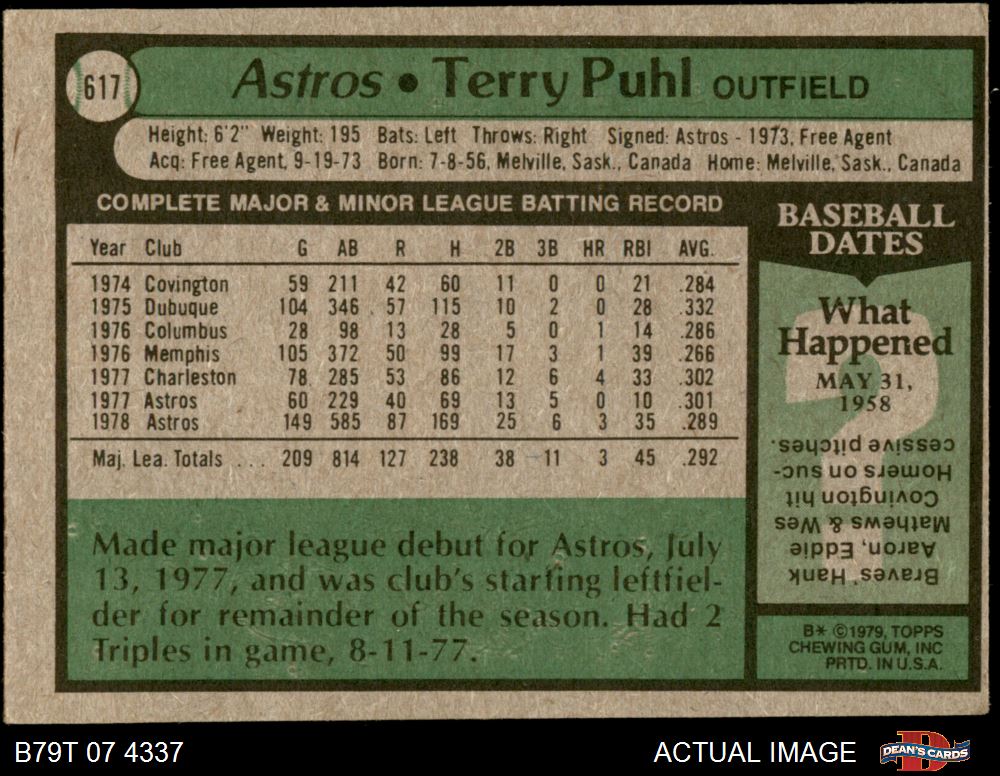 617
Astros • Terry Puhl OUTFIELD
Height: 6'2" Weight: 195 Bats: Left Throws: Right Signed: Astros - 1973, Free Agent
Acq: Free Agent, 9-19-73 Born: 7-8-56, Melville, Sask., Canada Home: Melville, Sask., Canada
COMPLETE MAJOR & MINOR LEAGUE BATTING RECORD
Year Club G AB R H 2B 3B HR RBI AVG.
1974 Covington 59 211 42 60 11 0 0 21 .284
1975 Dubuque 104 346 57 115 10 2 0 28 .332
1976 Columbus 28 98 13 28 5 0 1 14 .286
1976 Memphis 105 372 50 99 17 3 1 39 .266
1977 Charleston 78 285 53 86 12 6 4 33 .302
1977 Astros 60 229 40 69 13 5 0 10 .301
1978 Astros 149 585 87 169 25 6 3 35 .289
Maj. Lea. Totals ... 209 814 127 238 38 11 3 45 .292
Made major league debut for Astros, July
13, 1977, and was club's starting leftfiel-
der for remainder of the season. Had 2
Triples in game, 8-11-77.
BASEBALL
DATES
What
Happened
MAY 31,
1958
Braves' Hank
Aaron, Eddie
Mathews & Wes
Covington hit
Homers on suc-
cessive pitches.
B* ©1979, TOPPS
CHEWING GUM, INC
PRTD. IN U.S.A.
B79T 07 4337
ACTUAL IMAGE
DEAN'S CARDS